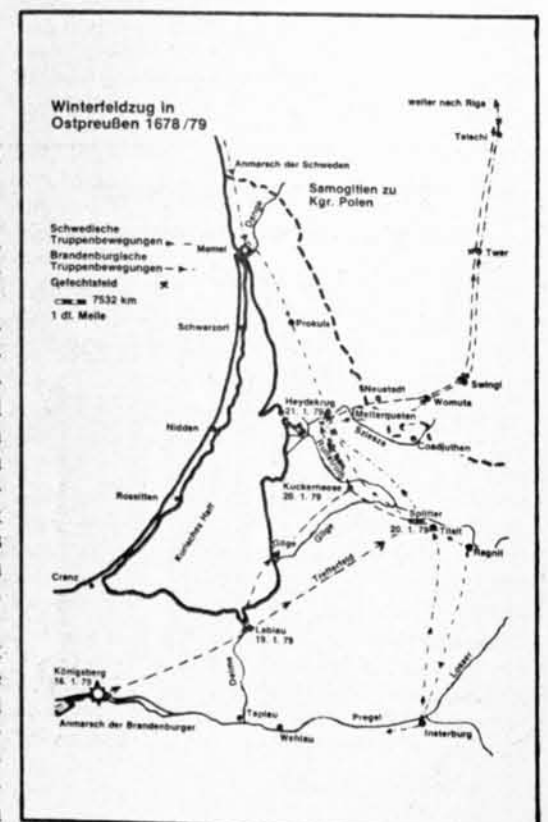 Winterfeldzug in
Ostpreußen 1678/79
weiter nach Riga
Telschi
Anmarsch der Schweden
Samogitien zu
Kgr. Polen
Schwedische
Truppenbewegungen
Memel
Twer
Brandenburgische
Truppenbewegungen
Gefechtsfeld
7532 km
1 dt. Meile
Prokuls
Schwarzort
Swingl
Neustadt
Womuta
Heydekrug
21. 1. 79
Metterqueten
Szieeze
Coadjuthen
Nidden
Kuckerneese
20. 1. 79
Splitter
20. 1. 79
Tilsit
Ragnit
Rossitten
Kurisches Haff
Gilge
Gilge
Trefferfeld
Cranz
Labiau
19. 1. 79
Deime
Königsberg
16. 1. 79
Anmarsch der Brandenburger
Tapiau
Wehlau
Pregel
Insterburg